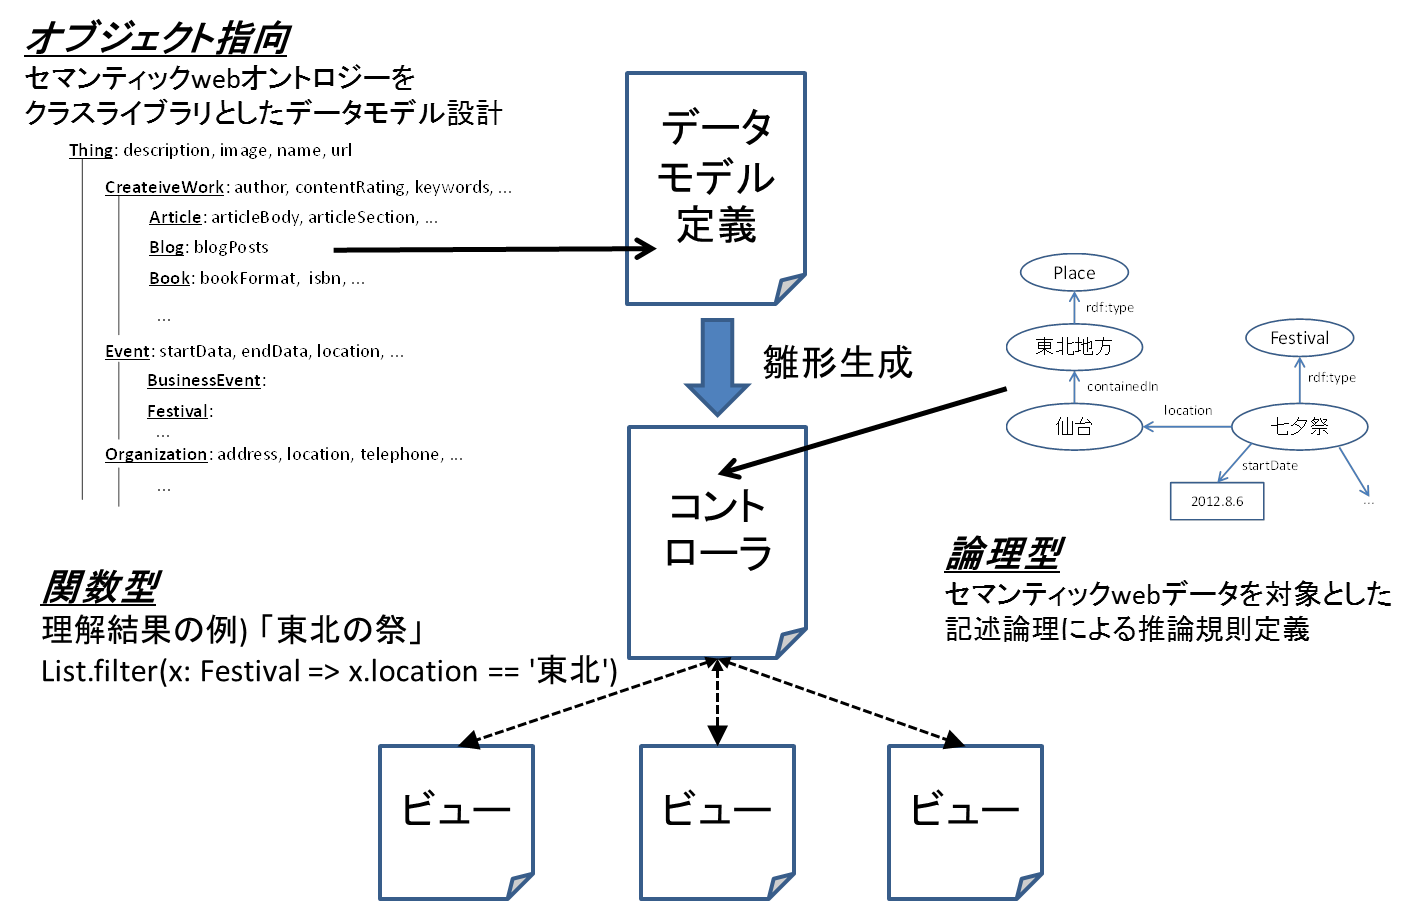 オブジェクト指向
セマンティックwebオントロジーを
クラスライブラリとしたデータモデル設計
Thing: description, image, name, url
CreateiveWork: author, contentRating, keywords, ...
Article: articleBody, articleSection, ...
Blog: blogPosts
Book: bookFormat, isbn, ...
...
Event: startData, endData, location, ...
BusinessEvent:
Festival:
...
Organization: address, location, telephone, ...
...
データ
モデル
定義
雛形生成
コント
ローラ
Place
rdf:type
東北地方
containedIn
仙台
location
Festival
rdf:type
七夕祭
startDate
2012.8.6
...
論理型
セマンティックwebデータを対象とした
記述論理による推論規則定義
関数型
理解結果の例)「東北の祭」
List.filter(x: Festival => x.location == '東北')
ビュー
ビュー
ビュー